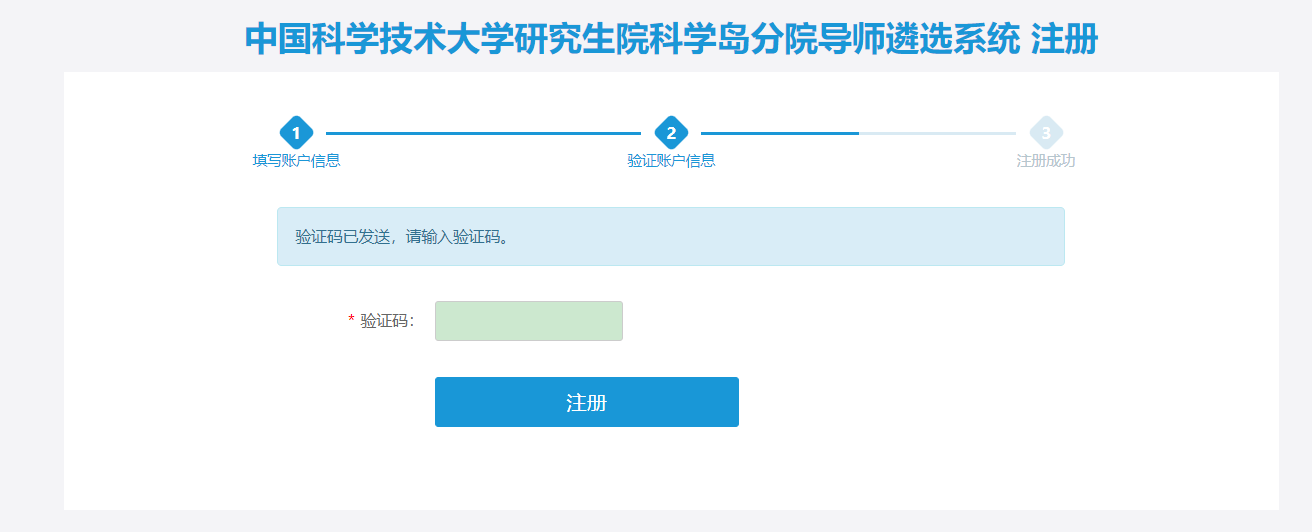 中国科学技术大学研究生院科学岛分院导师遴选系统 注册
1 2 3
填写账户信息 验证账户信息 注册成功
验证码已发送，请输入验证码。
* 验证码：
注册